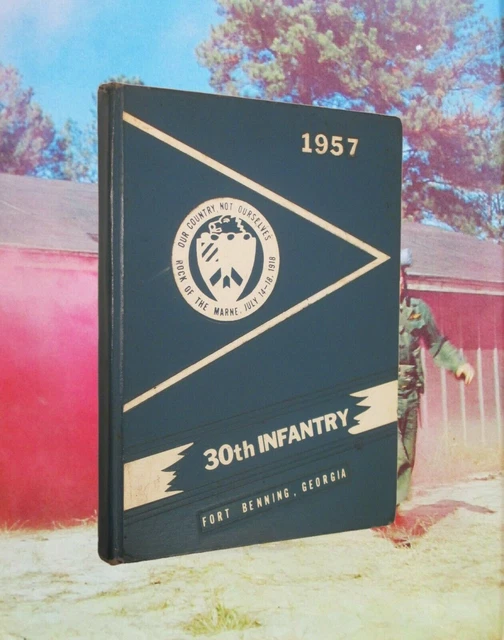 1957
OUR COUNTRY, NOT OURSELVES
ROCK OF THE MARNE, JULY 14-18, 1918
30th INFANTRY
FORT BENNING, GEORGIA